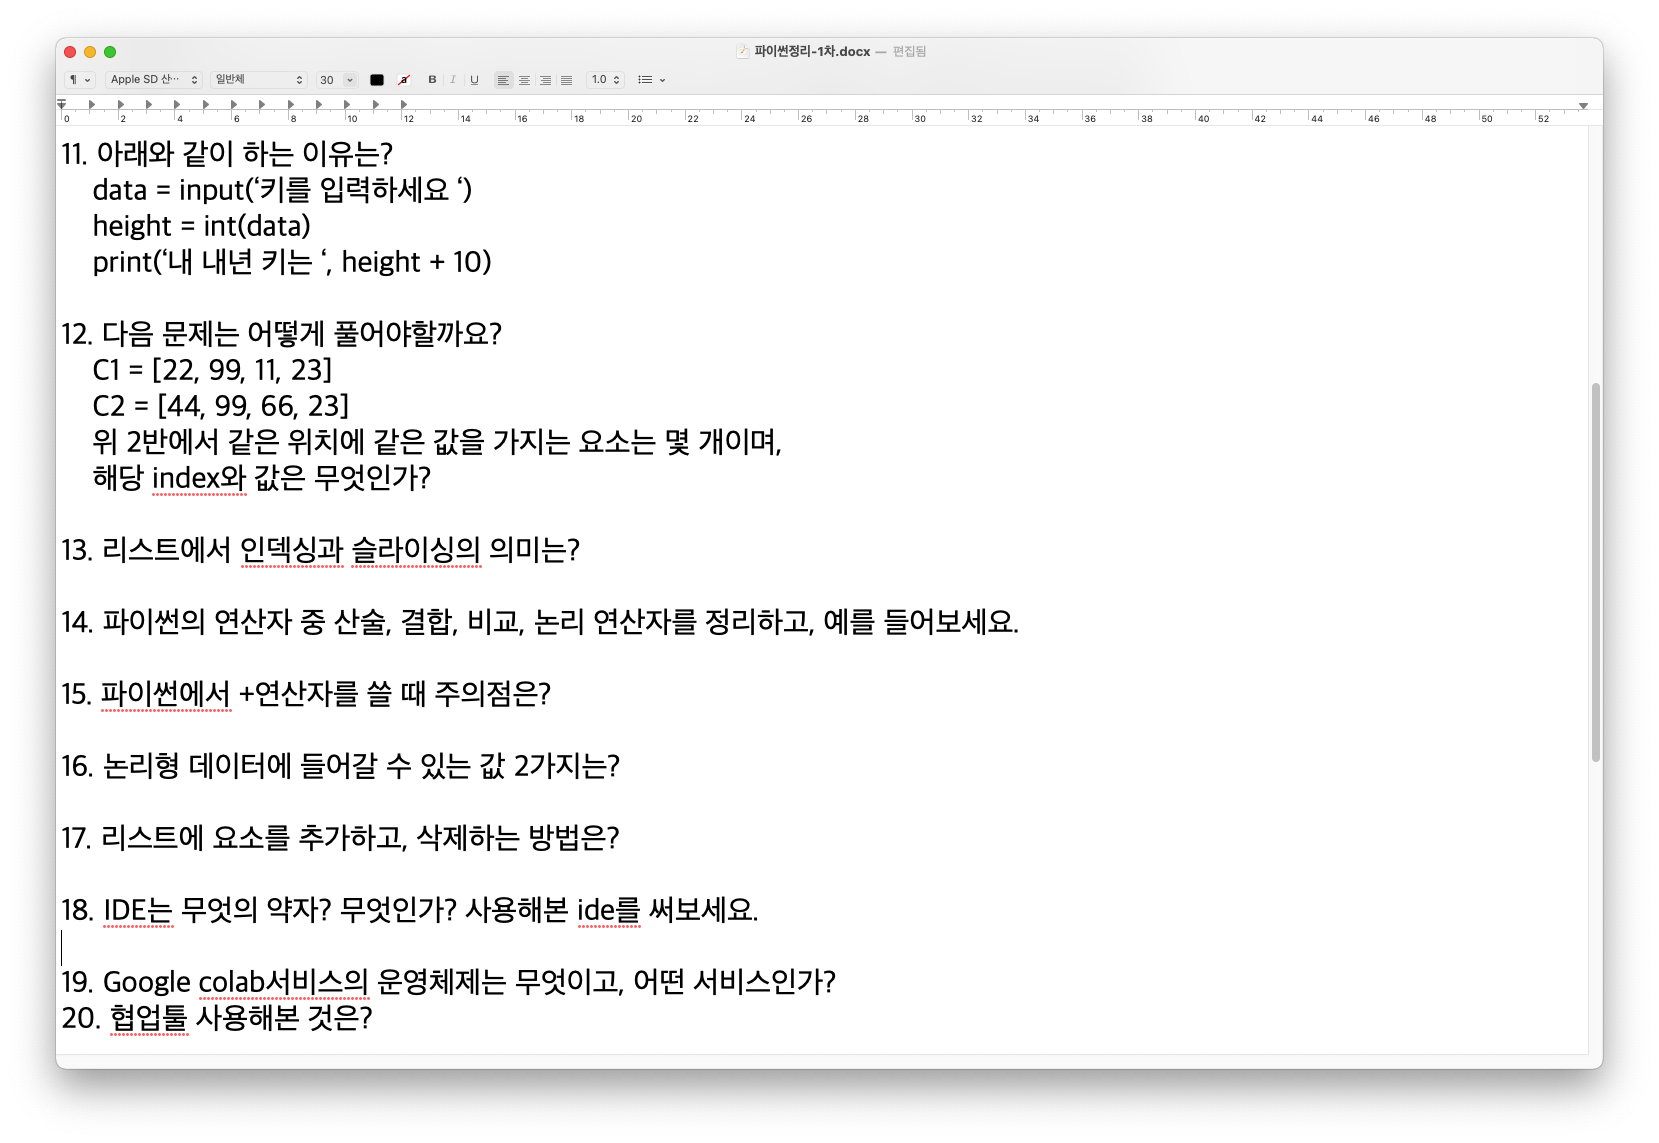 파이썬정리-1차.docx — 편집됨
¶ Apple SD 산··· 일반체 30 a B I U 1.0
0 2 4 6 8 10 12 14 16 18 20 22 24 26 28 30 32 34 36 38 40 42 44 46 48 50 52
11. 아래와 같이 하는 이유는?
data = input(‘키를 입력하세요 ‘)
height = int(data)
print(‘내 내년 키는 ‘, height + 10)
12. 다음 문제는 어떻게 풀어야할까요?
C1 = [22, 99, 11, 23]
C2 = [44, 99, 66, 23]
위 2반에서 같은 위치에 같은 값을 가지는 요소는 몇 개이며,
해당 index와 값은 무엇인가?
13. 리스트에서 인덱싱과 슬라이싱의 의미는?
14. 파이썬의 연산자 중 산술, 결합, 비교, 논리 연산자를 정리하고, 예를 들어보세요.
15. 파이썬에서 +연산자를 쓸 때 주의점은?
16. 논리형 데이터에 들어갈 수 있는 값 2가지는?
17. 리스트에 요소를 추가하고, 삭제하는 방법은?
18. IDE는 무엇의 약자? 무엇인가? 사용해본 ide를 써보세요.
19. Google colab서비스의 운영체제는 무엇이고, 어떤 서비스인가?
20. 협업툴 사용해본 것은?